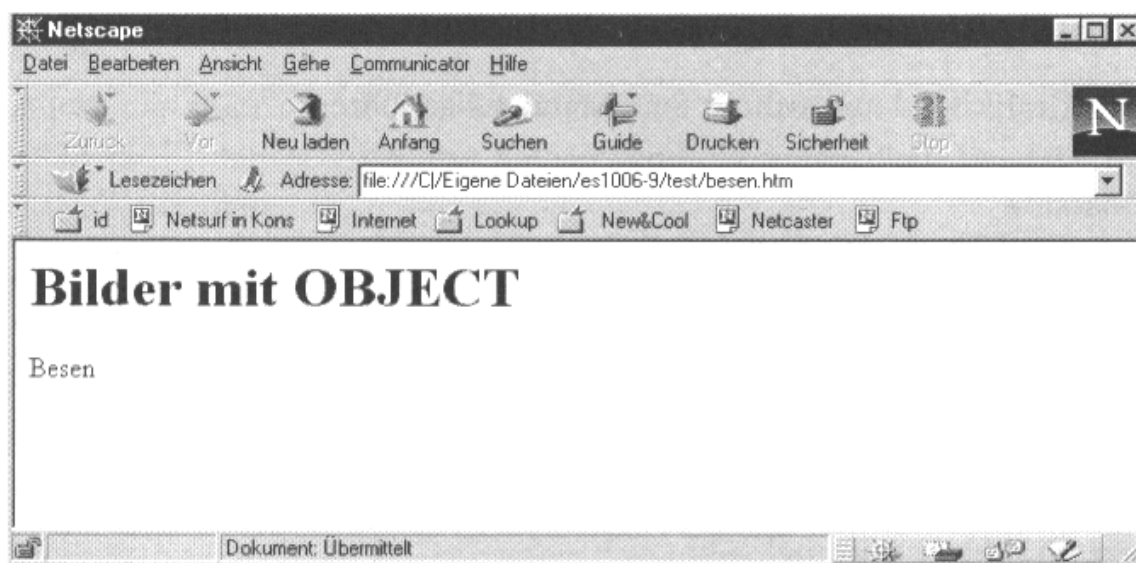 Netscape
Datei Bearbeiten Ansicht Gehe Communicator Hilfe
Zurück Vor Neu laden Anfang Suchen Guide Drucken Sicherheit Stop
N
Lesezeichen Adresse: file:///C|/Eigene Dateien/es1006-9/test/besen.htm
id Netsurf in Kons Internet Lookup New&Cool Netcaster Ftp
Bilder mit OBJECT
Besen
Dokument: Übermittelt